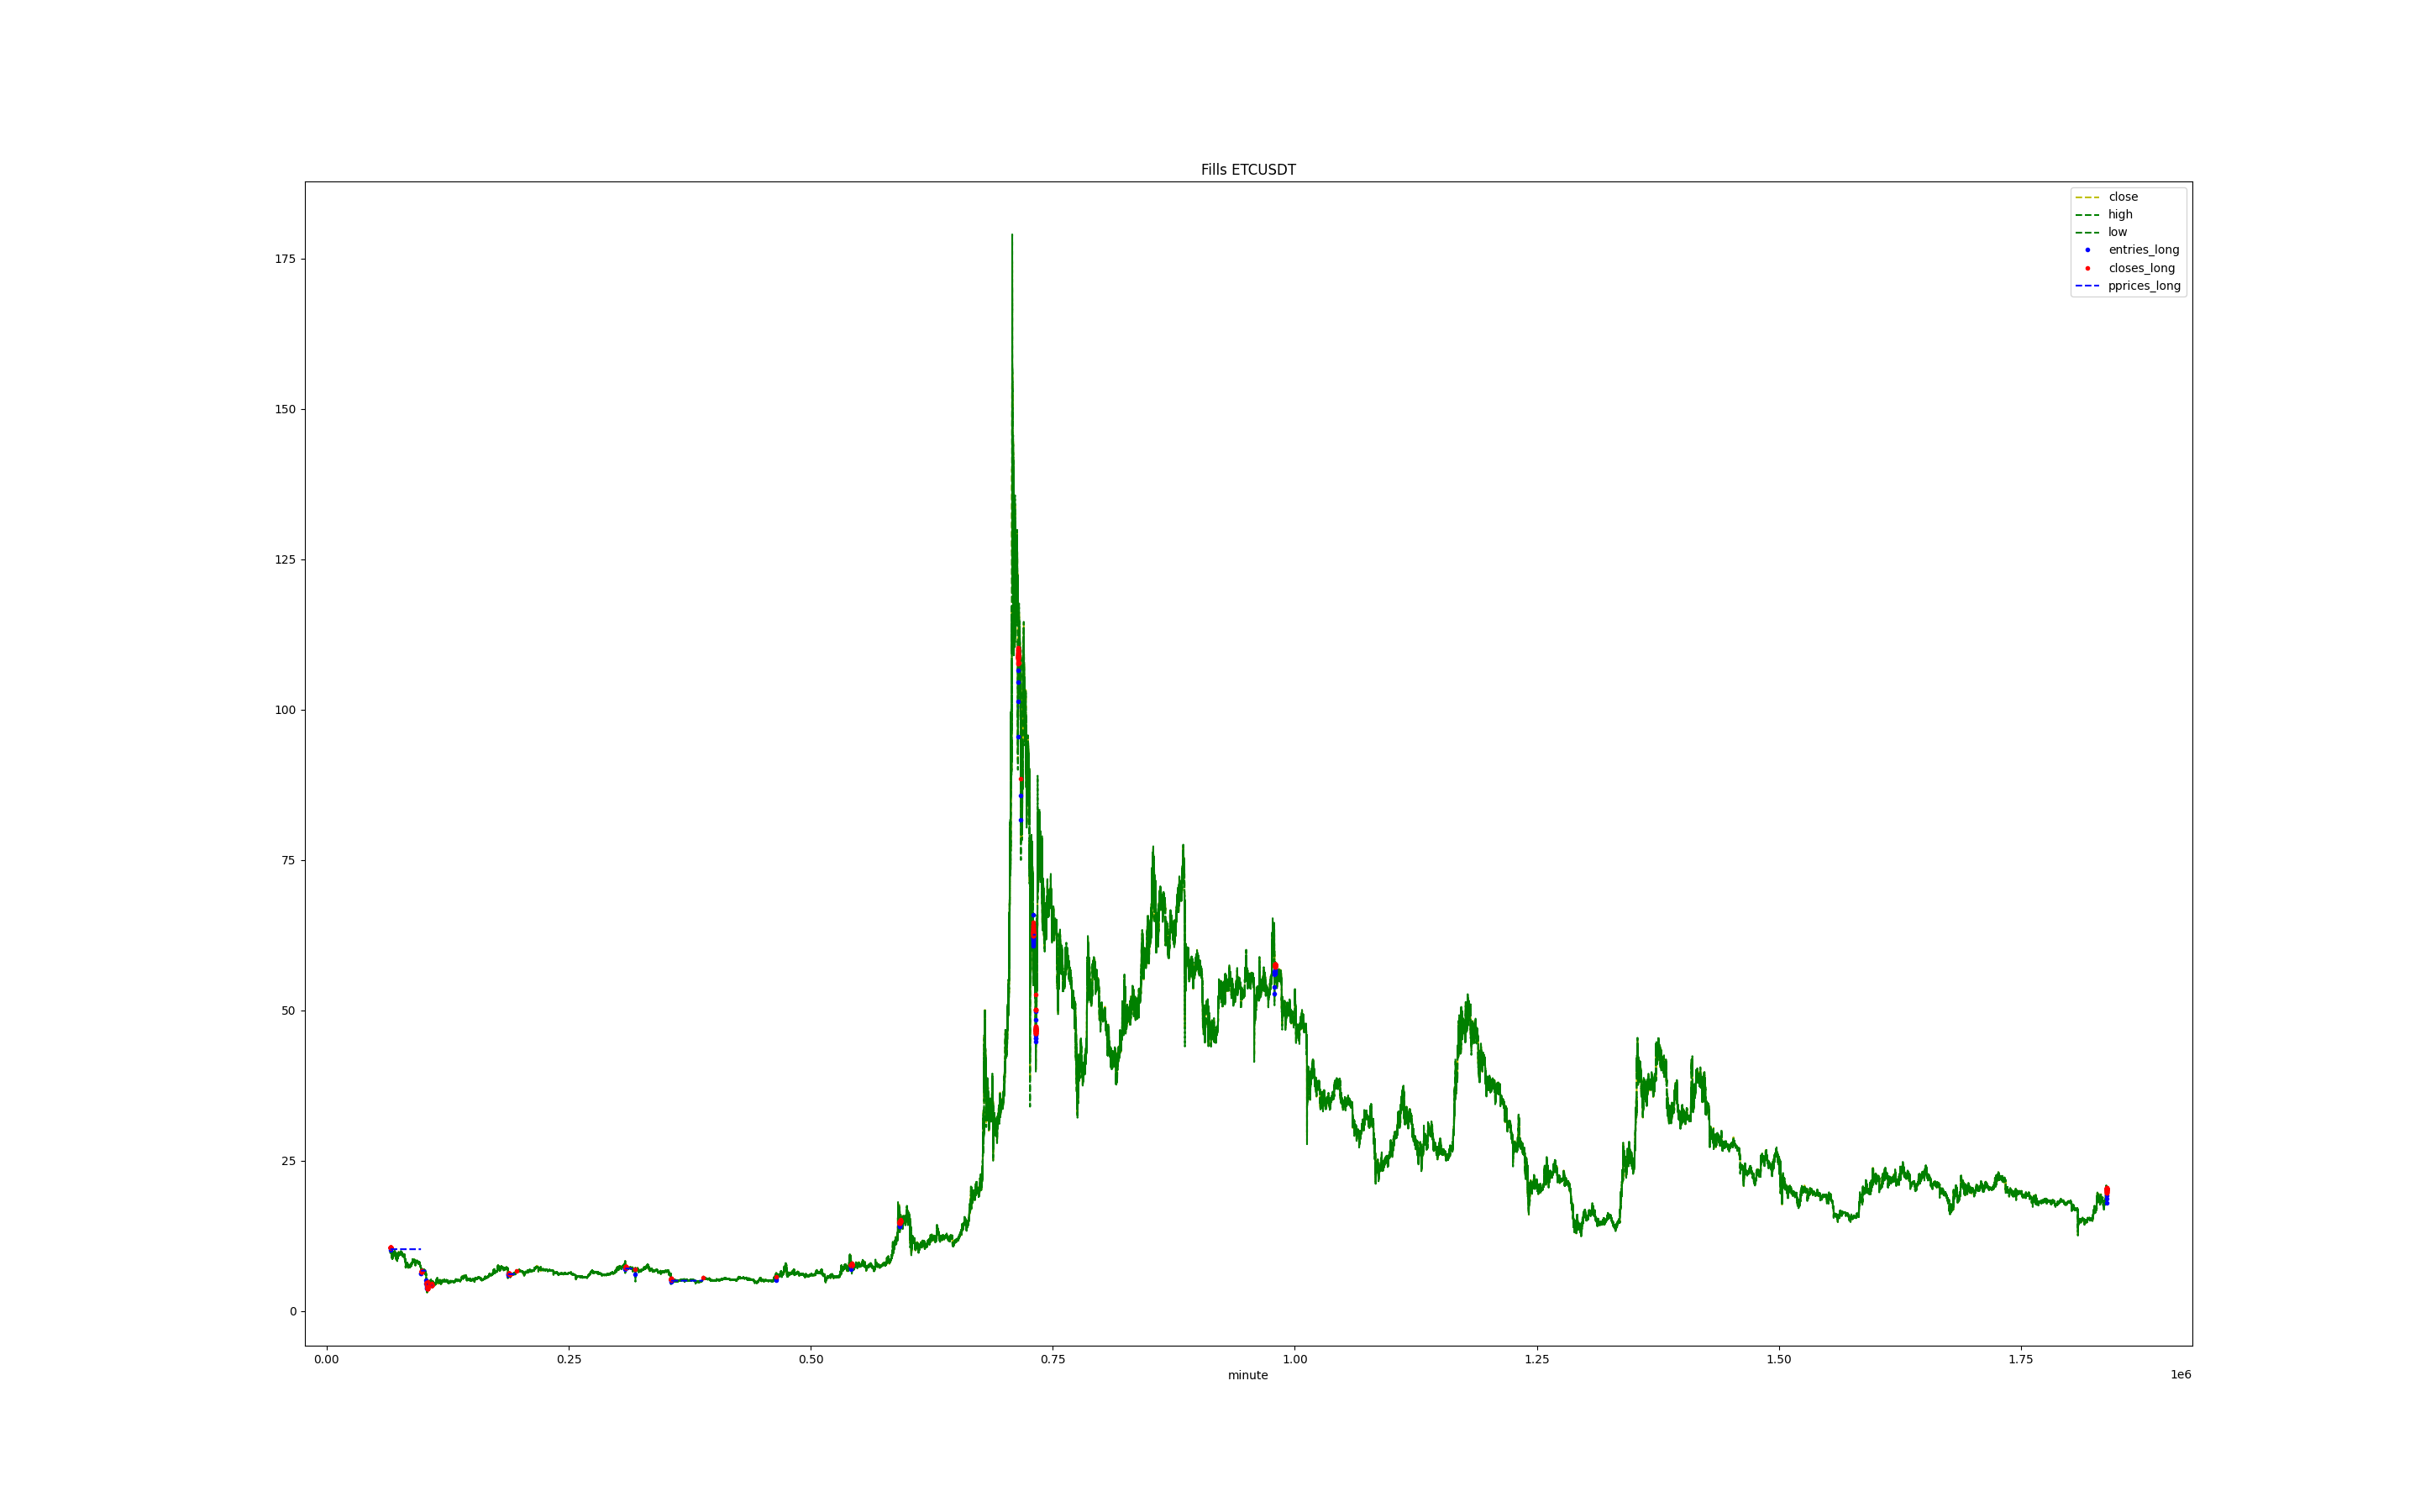 Fills ETCUSDT
close
high
low
entries_long
closes_long
pprices_long
175
150
125
100
75
50
25
0
0.00 0.25 0.50 0.75 1.00 1.25 1.50 1.75
minute 1e6